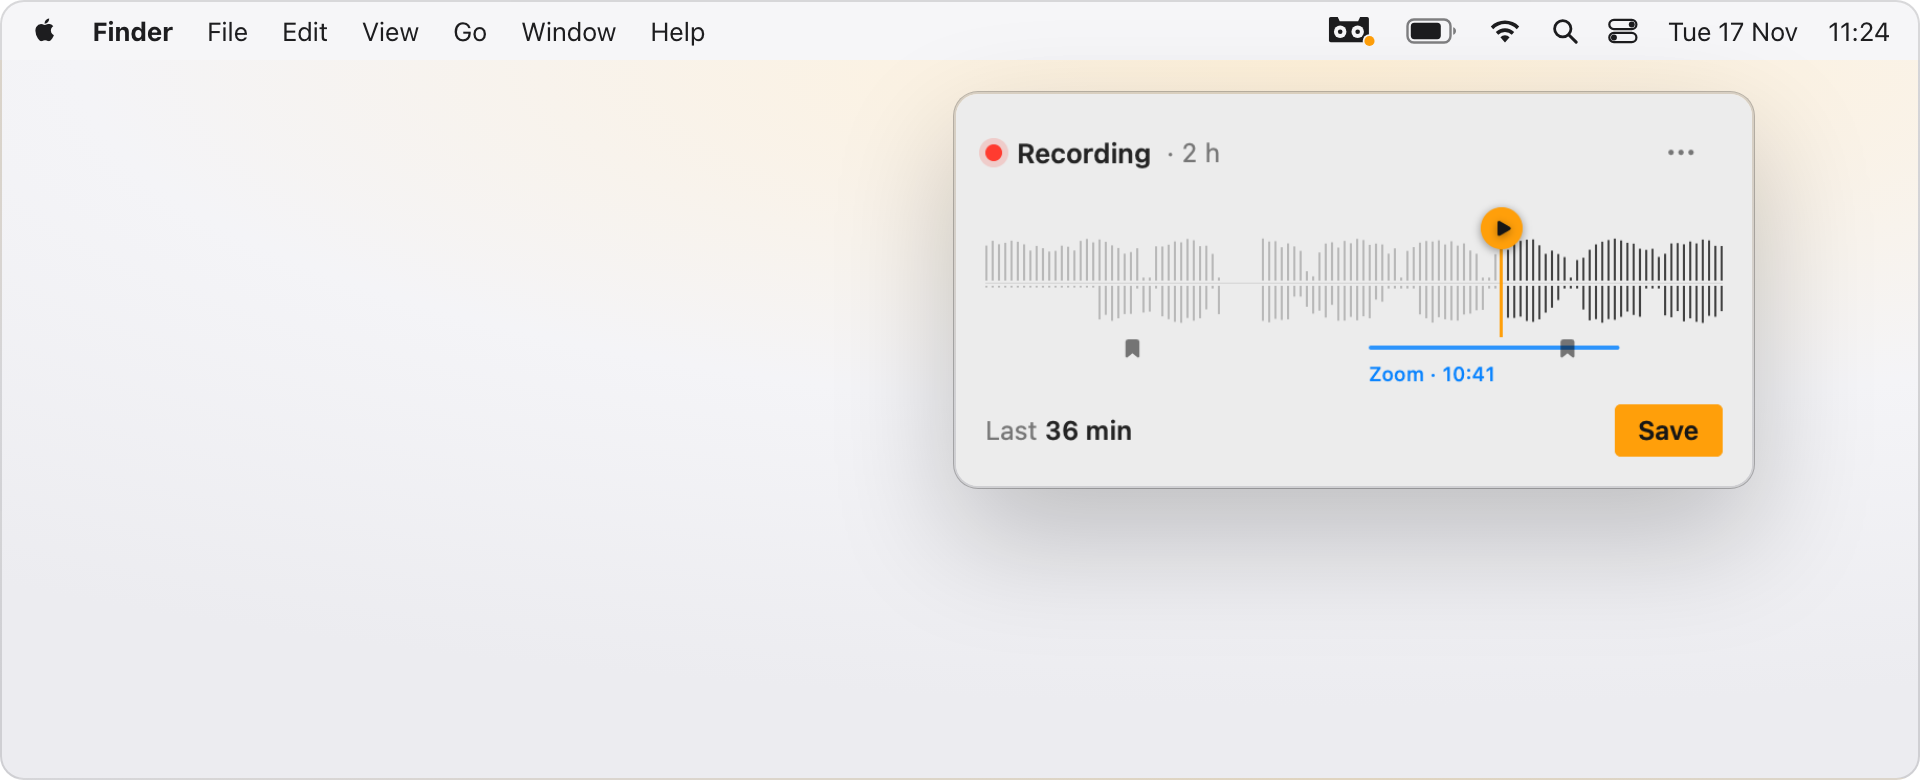 Finder File Edit View Go Window Help Tue 17 Nov 11:24
Recording · 2 h
Zoom · 10:41
Last 36 min
Save